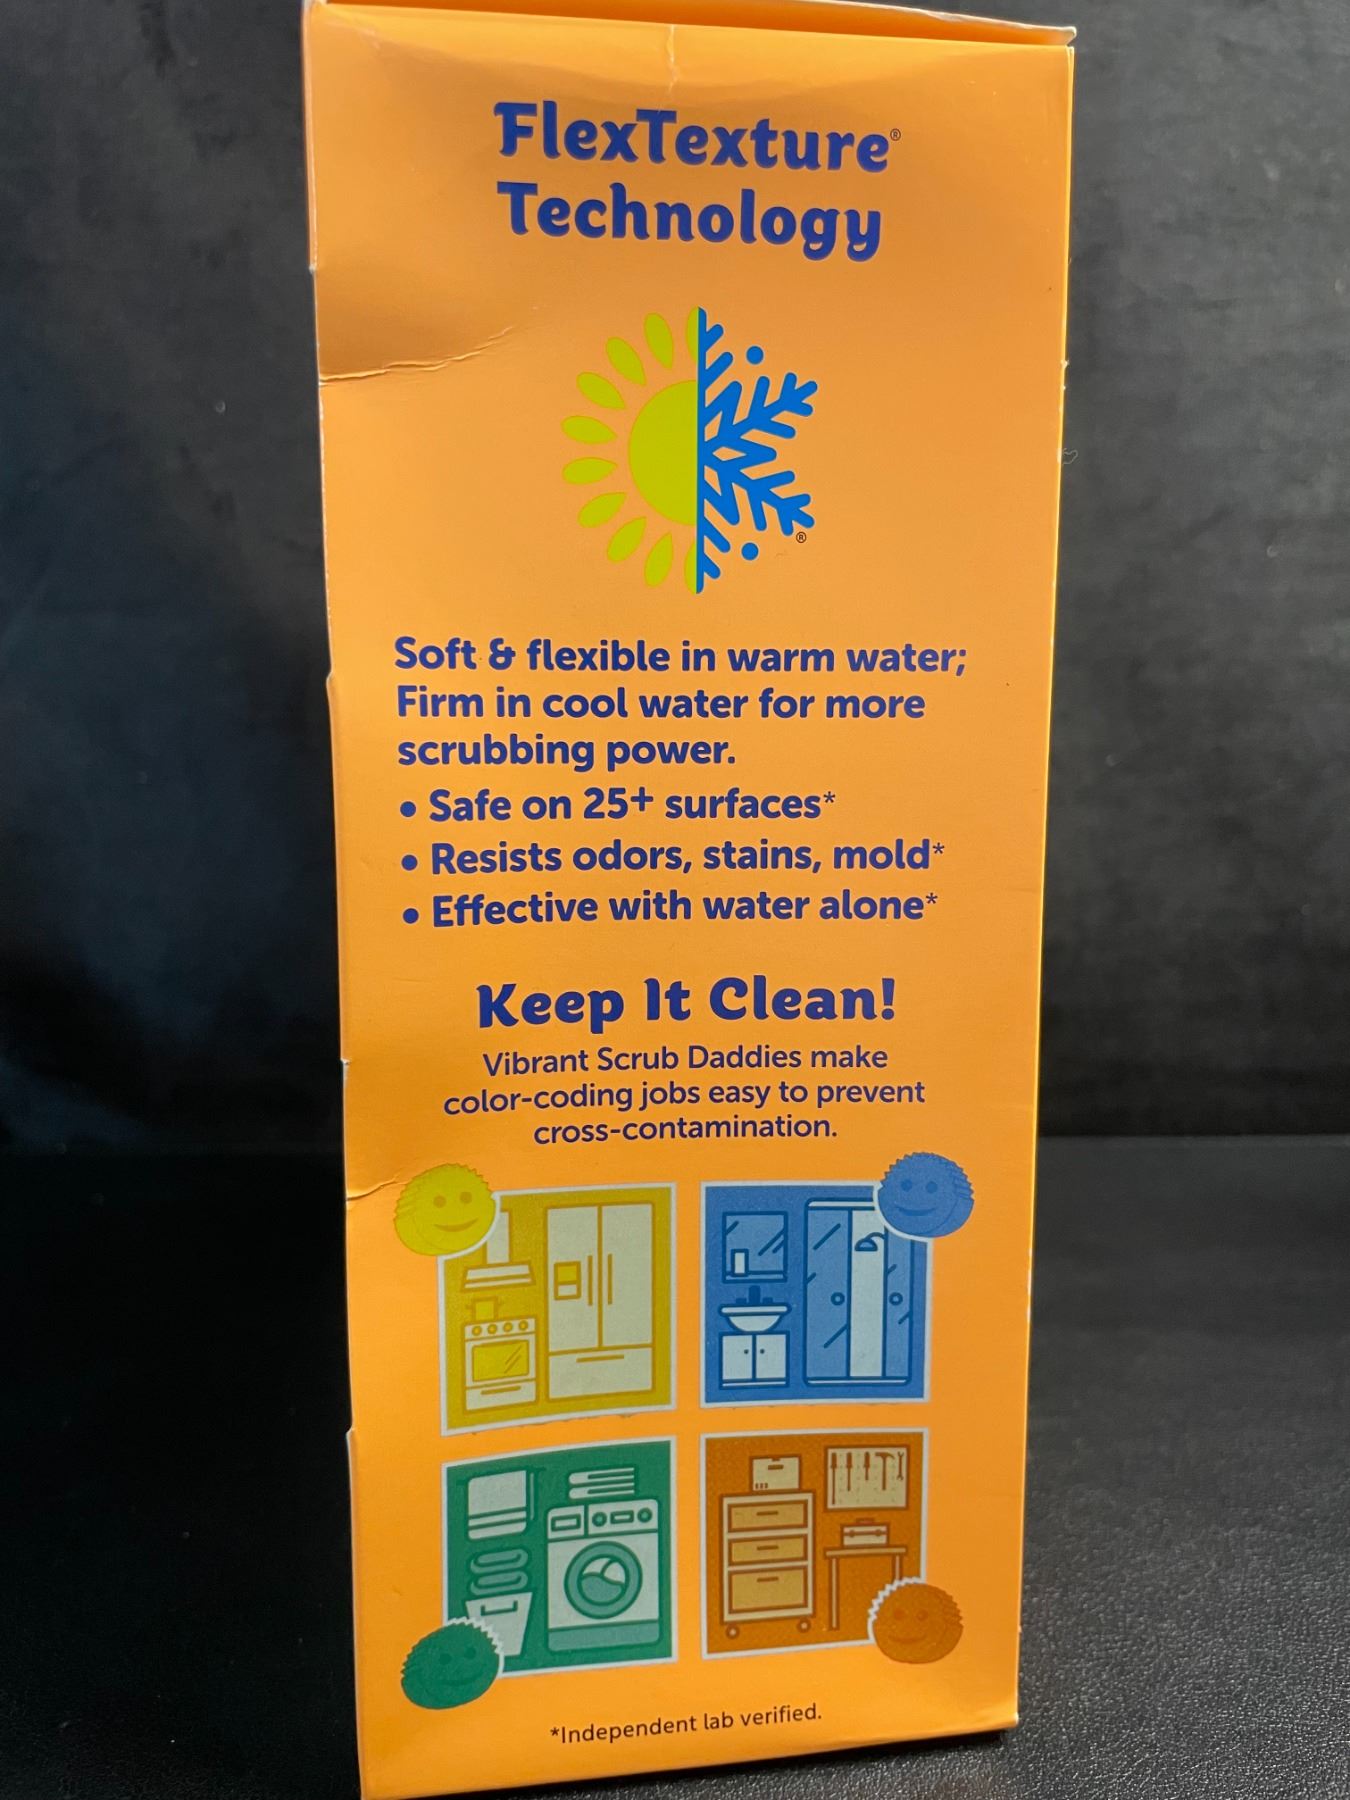 FlexTexture®
Technology
®
Soft & flexible in warm water;
Firm in cool water for more
scrubbing power.
• Safe on 25+ surfaces*
• Resists odors, stains, mold*
• Effective with water alone*
Keep It Clean!
Vibrant Scrub Daddies make
color-coding jobs easy to prevent
cross-contamination.
*Independent lab verified.